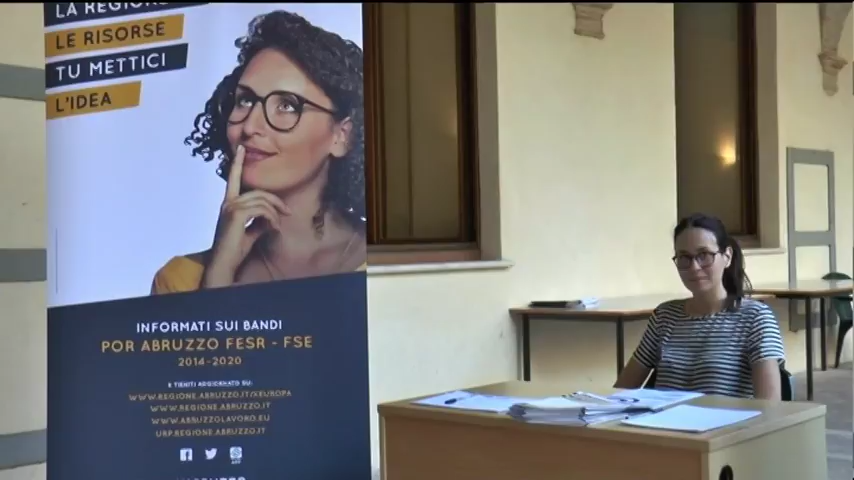 LA REGIONE
LE RISORSE
TU METTICI
L'IDEA
INFORMATI SUI BANDI
POR ABRUZZO FESR - FSE
2014-2020
E TIENITI AGGIORNATO SU:
WWW.REGIONE.ABRUZZO.IT/XEUROPA
WWW.REGIONE.ABRUZZO.IT
WWW.ABRUZZOLAVORO.EU
URP.REGIONE.ABRUZZO.IT